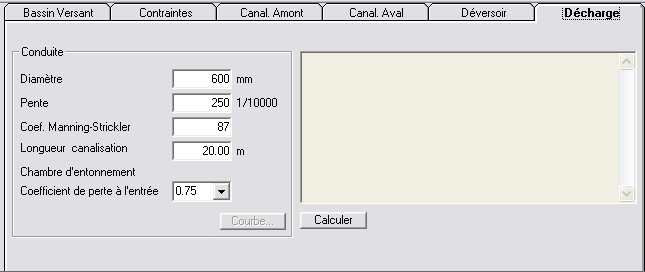 Bassin Versant Contraintes Canal. Amont Canal. Aval Déversoir Décharge
Conduite
Diamètre 600 mm
Pente 250 1/10000
Coef. Manning-Strickler 87
Longueur canalisation 20.00 m
Chambre d'entonnement
Coefficient de perte à l'entrée 0.75
Courbe... Calculer